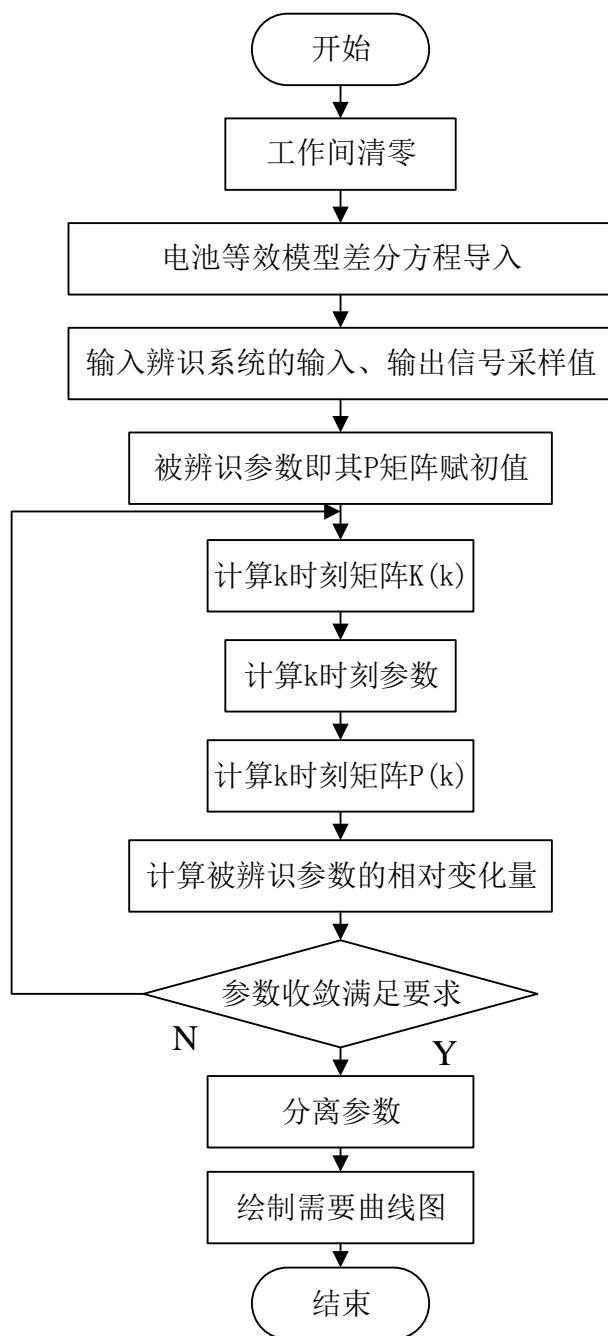 开始
工作间清零
电池等效模型差分方程导入
输入辨识系统的输入、输出信号采样值
被辨识参数即其P矩阵赋初值
计算k时刻矩阵K(k)
计算k时刻参数
计算k时刻矩阵P(k)
计算被辨识参数的相对变化量
参数收敛满足要求
N
Y
分离参数
绘制需要曲线图
结束